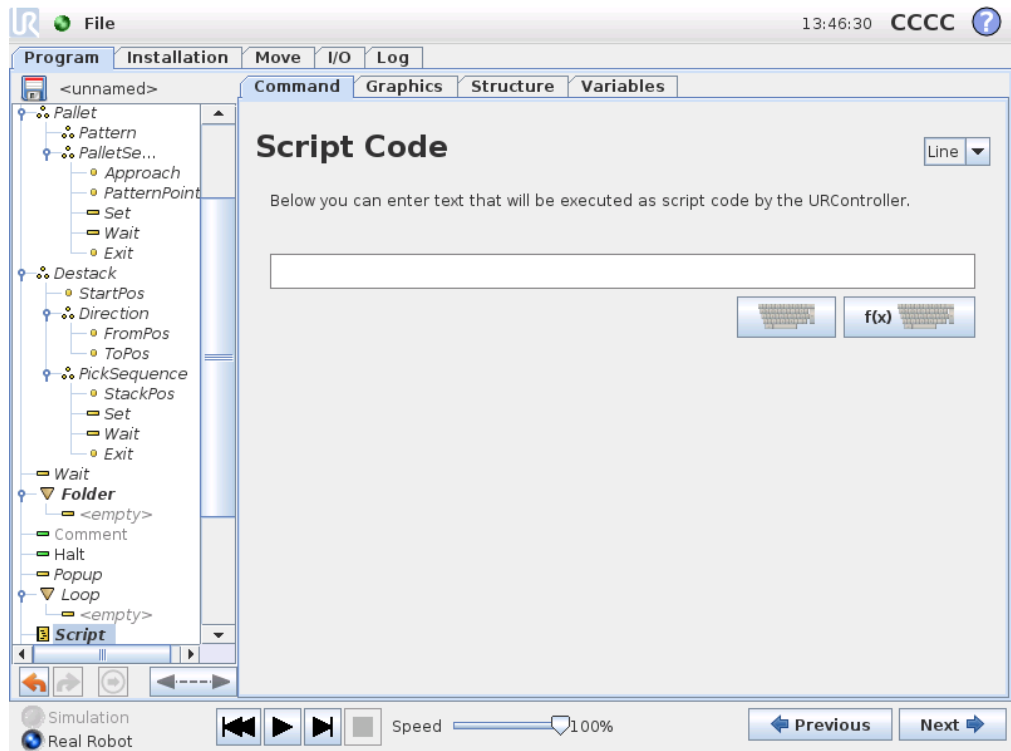 UR File 13:46:30 CCCC ?
Program Installation Move I/O Log
<unnamed> Command Graphics Structure Variables
Pallet
Pattern
PalletSe...
Approach
PatternPoint
Set
Wait
Exit
Destack
StartPos
Direction
FromPos
ToPos
PickSequence
StackPos
Set
Wait
Exit
Wait
Folder
<empty>
Comment
Halt
Popup
Loop
<empty>
Script
Script Code
Line
Below you can enter text that will be executed as script code by the URController.
f(x)
Simulation
Real Robot
Speed 100%
Previous Next